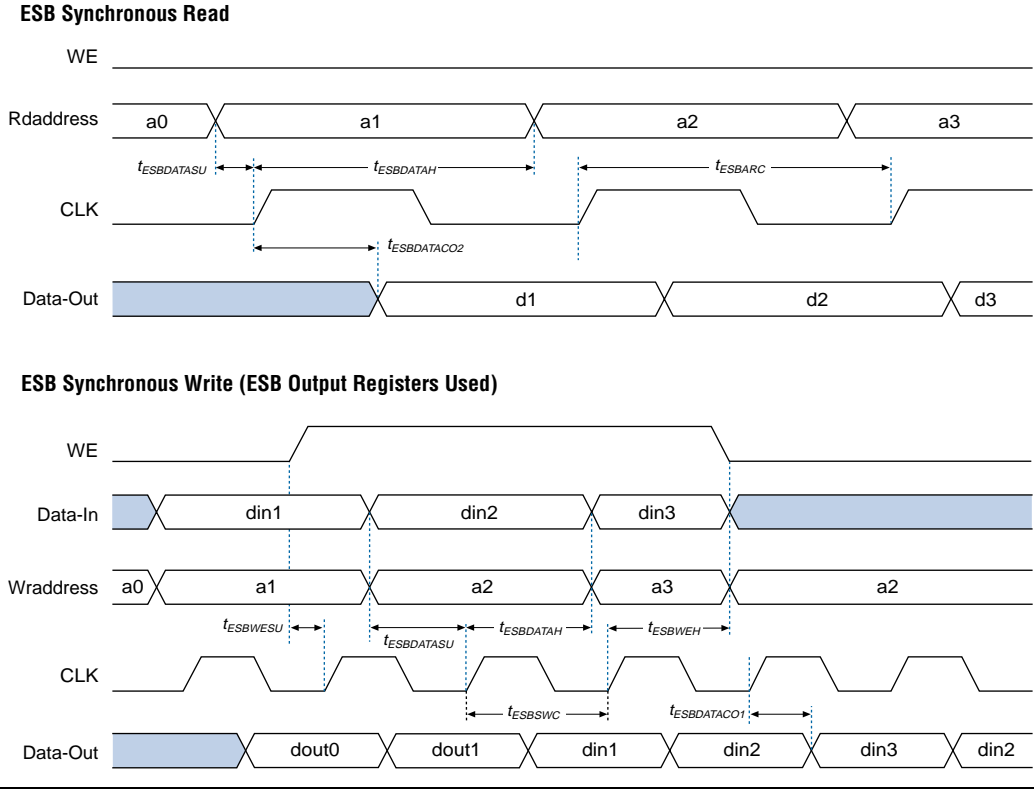 ESB Synchronous Read
WE
Rdaddress a0 a1 a2 a3
tESBDATASU tESBDATAH tESBARC
CLK
tESBDATACO2
Data-Out d1 d2 d3
ESB Synchronous Write (ESB Output Registers Used)
WE
Data-In din1 din2 din3
Wraddress a0 a1 a2 a3 a2
tESBWESU tESBDATASU tESBDATAH tESBWEH
CLK
tESBSWC tESBDATACO1
Data-Out dout0 dout1 din1 din2 din3 din2